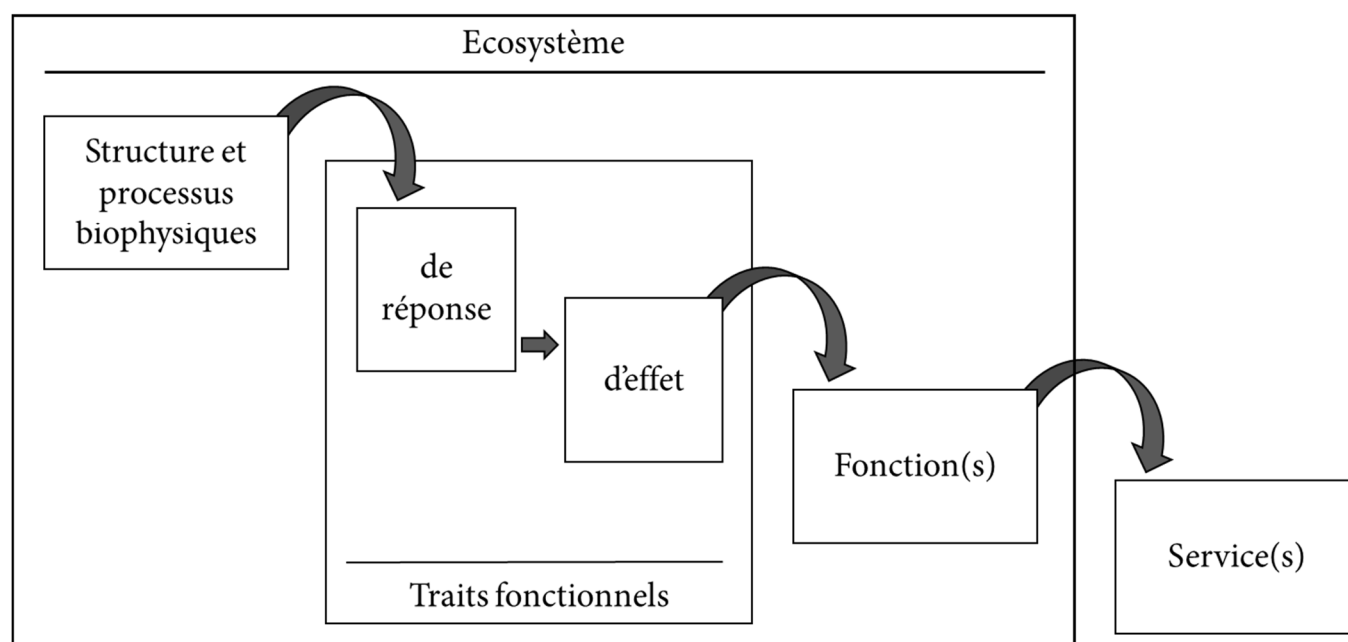 Ecosystème
Structure et
processus
biophysiques
de
réponse
d'effet
Fonction(s)
Service(s)
Traits fonctionnels